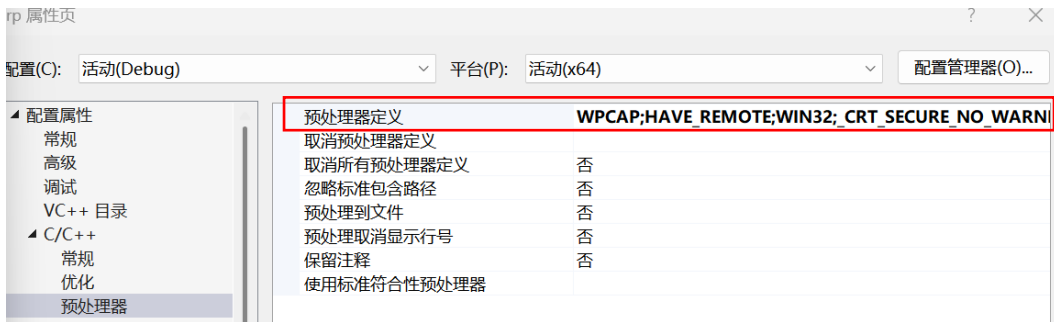 rp 属性页 ?
配置(C): 活动(Debug) 平台(P): 活动(x64) 配置管理器(O)...
配置属性
常规
高级
调试
VC++ 目录
C/C++
常规
优化
预处理器
预处理器定义 WPCAP;HAVE_REMOTE;WIN32;_CRT_SECURE_NO_WARNI
取消预处理器定义
取消所有预处理器定义 否
忽略标准包含路径 否
预处理到文件 否
预处理取消显示行号 否
保留注释 否
使用标准符合性预处理器